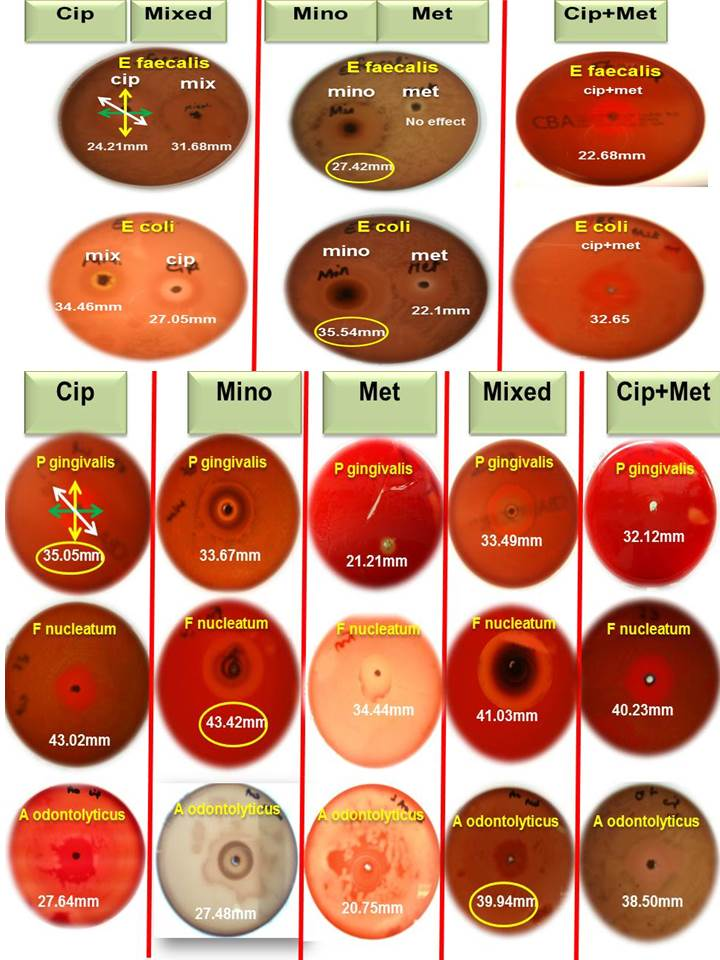 Cip Mixed Mino Met Cip+Met
E faecalis
cip
mix
24.21mm
31.68mm
E faecalis
mino
met
No effect
27.42mm
E faecalis
cip+met
CBA
22.68mm
E coli
mix
cip
34.46mm
27.05mm
E coli
mino
met
Min
Met
35.54mm
22.1mm
E coli
cip+met
32.65
Cip Mino Met Mixed Cip+Met
P gingivalis
35.05mm
P gingivalis
33.67mm
P gingivalis
21.21mm
P gingivalis
33.49mm
P gingivalis
32.12mm
F nucleatum
43.02mm
F nucleatum
43.42mm
F nucleatum
34.44mm
F nucleatum
41.03mm
F nucleatum
40.23mm
A odontolyticus
27.64mm
A odontolyticus
27.48mm
A odontolyticus
20.75mm
A odontolyticus
39.94mm
A odontolyticus
38.50mm